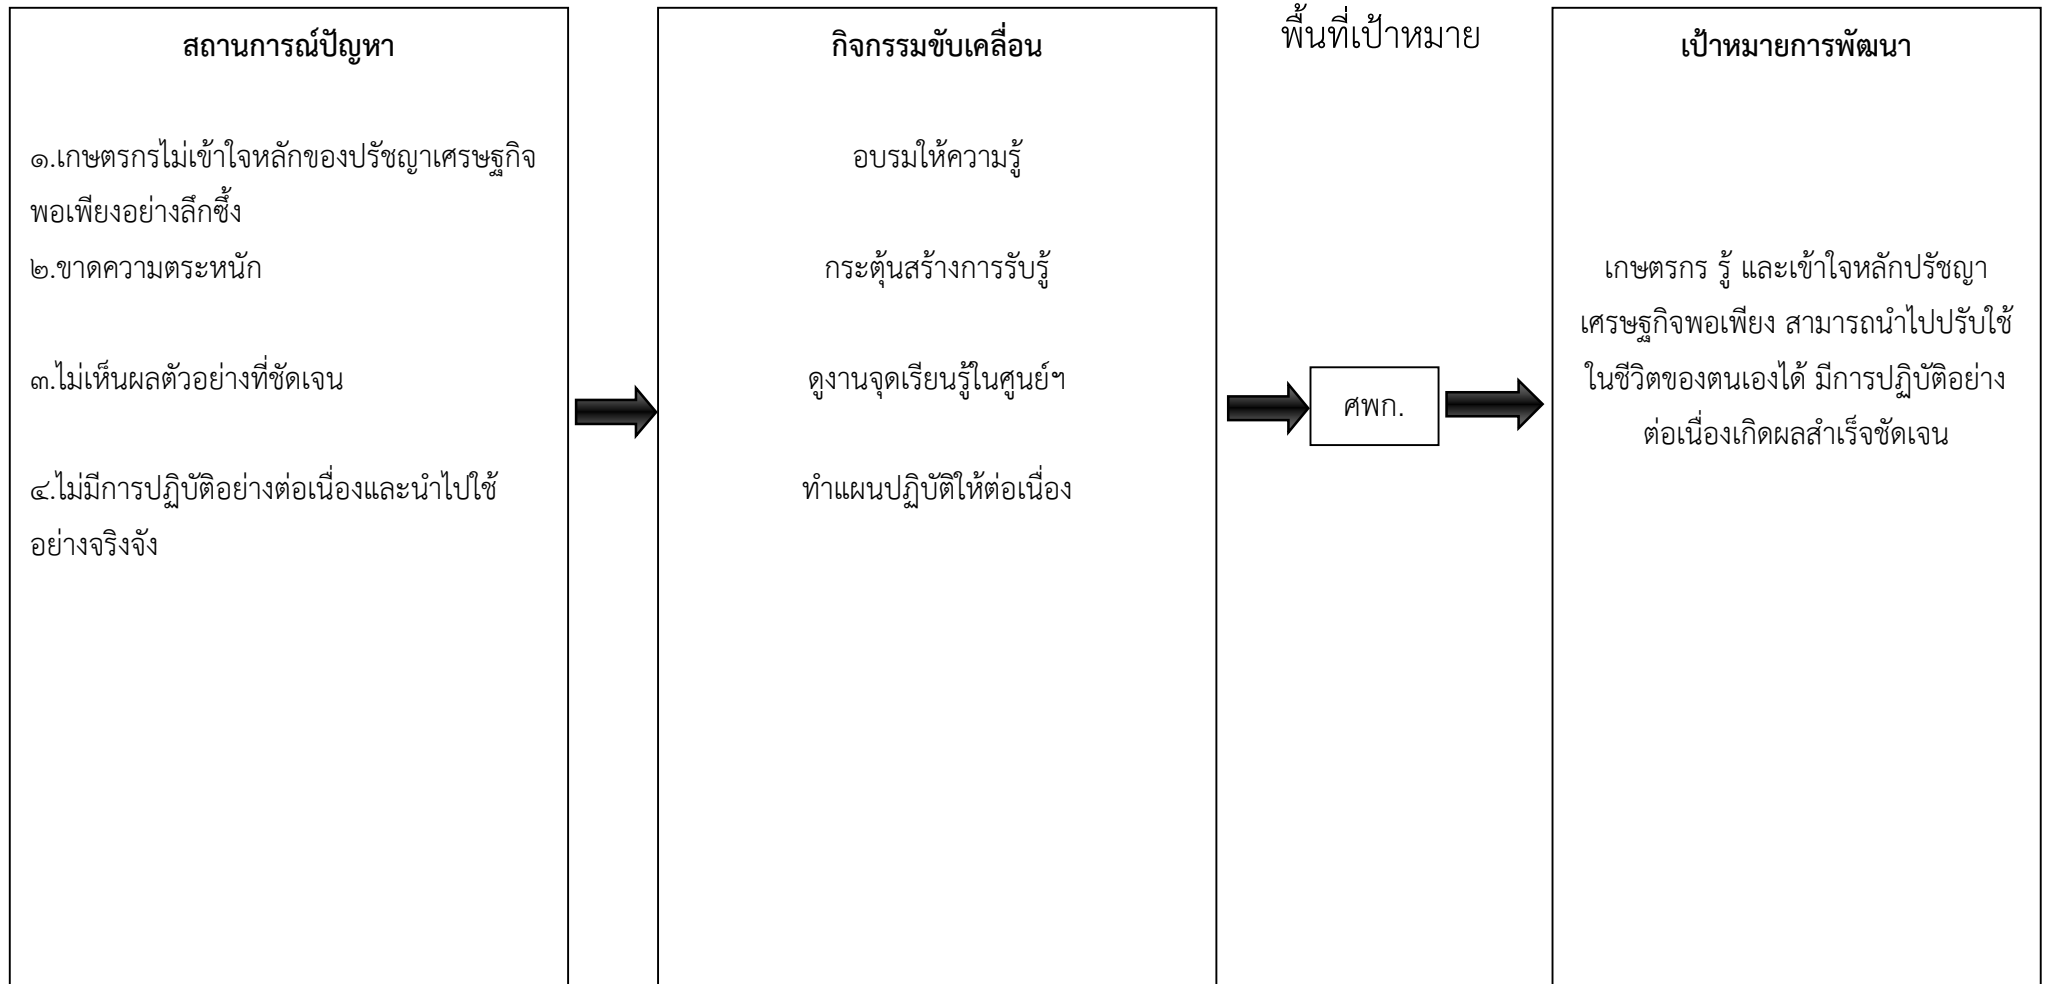 สถานการณ์ปัญหา
๑.เกษตรกรไม่เข้าใจหลักของปรัชญาเศรษฐกิจ
พอเพียงอย่างลึกซึ้ง
๒.ขาดความตระหนัก
๓.ไม่เห็นผลตัวอย่างที่ชัดเจน
๔.ไม่มีการปฏิบัติอย่างต่อเนื่องและนำไปใช้
อย่างจริงจัง
กิจกรรมขับเคลื่อน
อบรมให้ความรู้
กระตุ้นสร้างการรับรู้
ดูงานจุดเรียนรู้ในศูนย์ฯ
ทำแผนปฏิบัติให้ต่อเนื่อง
พื้นที่เป้าหมาย
ศพก.
เป้าหมายการพัฒนา
เกษตรกร รู้ และเข้าใจหลักปรัชญา
เศรษฐกิจพอเพียง สามารถนำไปปรับใช้
ในชีวิตของตนเองได้ มีการปฏิบัติอย่าง
ต่อเนื่องเกิดผลสำเร็จชัดเจน